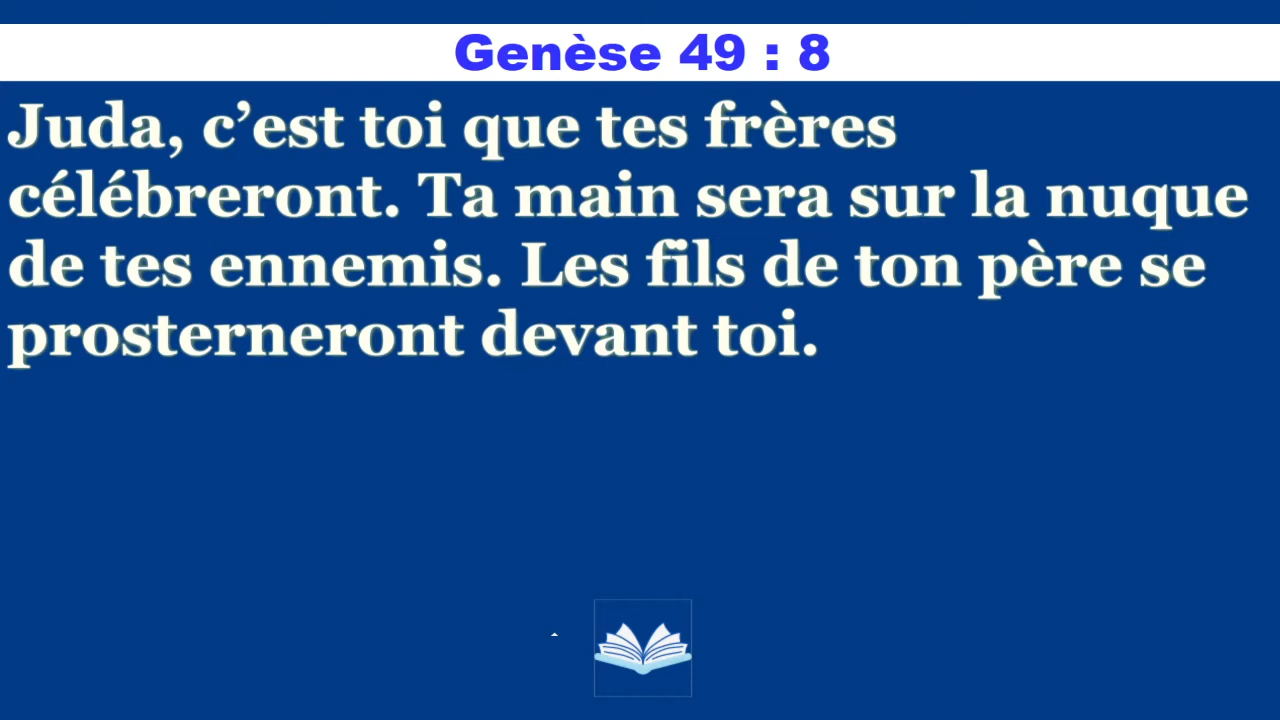 Genèse 49 : 8
Juda, c’est toi que tes frères
célébreront. Ta main sera sur la nuque
de tes ennemis. Les fils de ton père se
prosterneront devant toi.